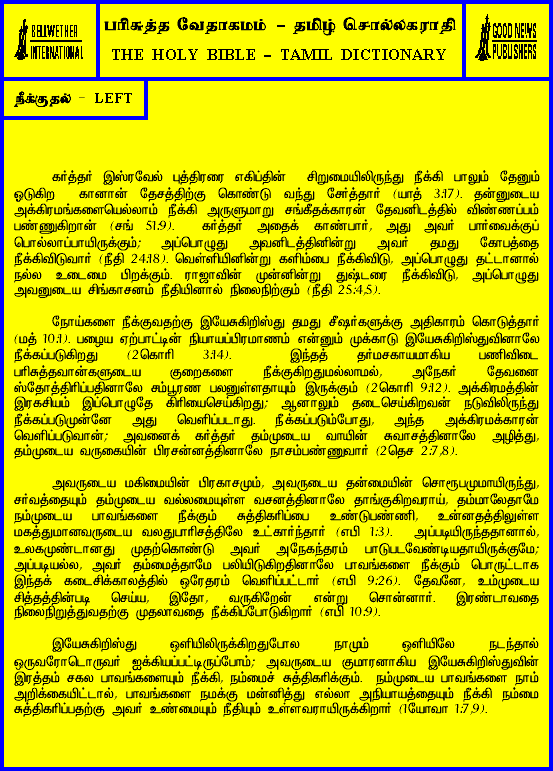 BELLWETHER
INTERNATIONAL
பரிசுத்த வேதாகமம் - தமிழ் சொல்லகராதி
THE HOLY BIBLE - TAMIL DICTIONARY
GOOD NEWS
PUBLISHERS
நீக்குதல் - LEFT
கர்த்தர் இஸ்ரவேல் புத்திரரை எகிப்தின் சிறுமையிலிருந்து நீக்கி பாலும் தேனும்
ஓடுகிற கானான் தேசத்திற்கு கொண்டு வந்து சேர்த்தார் (யாத் 3:17). தன்னுடைய
அக்கிரமங்களையெல்லாம் நீக்கி அருளுமாறு சங்கீதக்காரன் தேவனிடத்தில் விண்ணப்பம்
பண்ணுகிறான் (சங் 51:9). கர்த்தர் அதைக் காண்பார், அது அவர் பார்வைக்குப்
பொல்லாப்பாயிருக்கும்; அப்பொழுது அவனிடத்தினின்று அவர் தமது கோபத்தை
நீக்கிவிடுவார் (நீதி 24:18). வெள்ளியினின்று களிம்பை நீக்கிவிடு, அப்பொழுது தட்டானால்
நல்ல உடைமை பிறக்கும். ராஜாவின் முன்னின்று துஷ்டரை நீக்கிவிடு, அப்பொழுது
அவனுடைய சிங்காசனம் நீதியினால் நிலைநிற்கும் (நீதி 25:4,5).
நோய்களை நீக்குவதற்கு இயேசுகிறிஸ்து தமது சீஷர்களுக்கு அதிகாரம் கொடுத்தார்
(மத் 10:1). பழைய ஏற்பாட்டின் நியாயப்பிரமாணம் என்னும் முக்காடு இயேசுகிறிஸ்துவினாலே
நீக்கப்படுகிறது (2கொரி 3:14). இந்தத் தர்மசகாயமாகிய பணிவிடை
பரிசுத்தவான்களுடைய குறைகளை நீக்குகிறதுமல்லாமல், அநேகர் தேவனை
ஸ்தோத்திரிப்பதினாலே சம்பூரண பலனுள்ளதாயும் இருக்கும் (2கொரி 9:12). அக்கிரமத்தின்
இரகசியம் இப்பொழுதே கிரியைசெய்கிறது; ஆனாலும் தடைசெய்கிறவன் நடுவிலிருந்து
நீக்கப்படுமுன்னே அது வெளிப்படாது. நீக்கப்படும்போது, அந்த அக்கிரமக்காரன்
வெளிப்படுவான்; அவனைக் கர்த்தர் தம்முடைய வாயின் சுவாசத்தினாலே அழித்து,
தம்முடைய வருகையின் பிரசன்னத்தினாலே நாசம்பண்ணுவார் (2தெச 2:7,8).
அவருடைய மகிமையின் பிரகாசமும், அவருடைய தன்மையின் சொரூபமுமாயிருந்து,
சர்வத்தையும் தம்முடைய வல்லமையுள்ள வசனத்தினாலே தாங்குகிறவராய், தம்மாலேதாமே
நம்முடைய பாவங்களை நீக்கும் சுத்திகரிப்பை உண்டுபண்ணி, உன்னதத்திலுள்ள
மகத்துமானவருடைய வலதுபாரிசத்திலே உட்கார்ந்தார் (எபி 1:3). அப்படியிருந்ததானால்,
உலகமுண்டானது முதற்கொண்டு அவர் அநேகந்தரம் பாடுபடவேண்டியதாயிருக்குமே;
அப்படியல்ல, அவர் தம்மைத்தாமே பலியிடுகிறதினாலே பாவங்களை நீக்கும் பொருட்டாக
இந்தக் கடைசிக்காலத்தில் ஒரேதரம் வெளிப்பட்டார் (எபி 9:26). தேவனே, உம்முடைய
சித்தத்தின்படி செய்ய, இதோ, வருகிறேன் என்று சொன்னார். இரண்டாவதை
நிலைநிறுத்துவதற்கு முதலாவதை நீக்கிப்போடுகிறார் (எபி 10:9).
இயேசுகிறிஸ்து ஒளியிலிருக்கிறதுபோல நாமும் ஒளியிலே நடந்தால்
ஒருவரோடொருவர் ஐக்கியப்பட்டிருப்போம்; அவருடைய குமாரனாகிய இயேசுகிறிஸ்துவின்
இரத்தம் சகல பாவங்களையும் நீக்கி, நம்மைச் சுத்திகரிக்கும். நம்முடைய பாவங்களை நாம்
அறிக்கையிட்டால், பாவங்களை நமக்கு மன்னித்து எல்லா அநியாயத்தையும் நீக்கி நம்மை
சுத்திகரிப்பதற்கு அவர் உண்மையும் நீதியும் உள்ளவராயிருக்கிறார் (1யோவா 1:7,9).